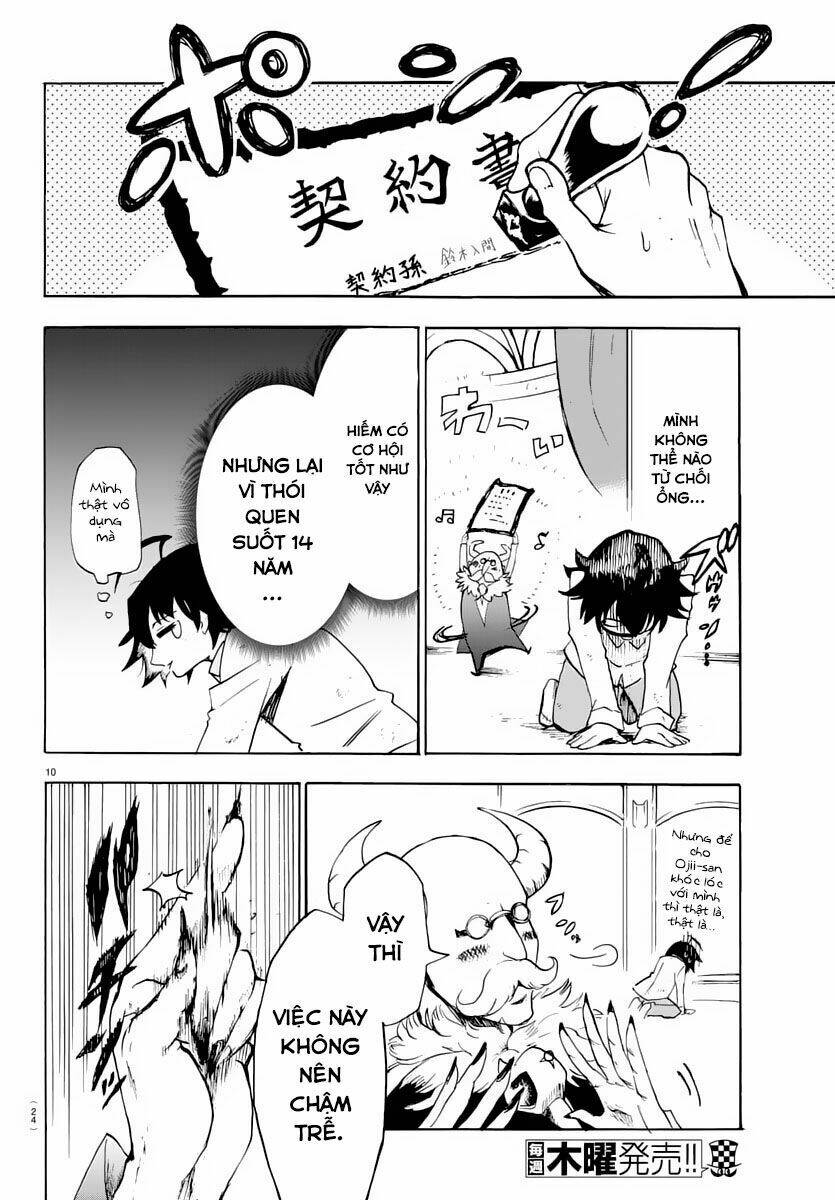 ポン!
契約書
契約孫 鈴木入間
MÌNH
KHÔNG
THỂ NÀO
TỪ CHỐI
ỔNG...
わーい
HIẾM CÓ
CƠ HỘI
TỐT NHƯ
VẬY
NHƯNG LẠI
VÌ THÓI
QUEN
SUỐT 14
NĂM
...
Mình
thật vô
dụng
mà
10
Nhưng để
cho
Ojii-san
khóc lóc
với mình
thì thật là,
thật là...
VẬY
THÌ
VIỆC NÀY
KHÔNG
NÊN
CHẬM
TRỄ.
(24)
毎週木曜発売!!